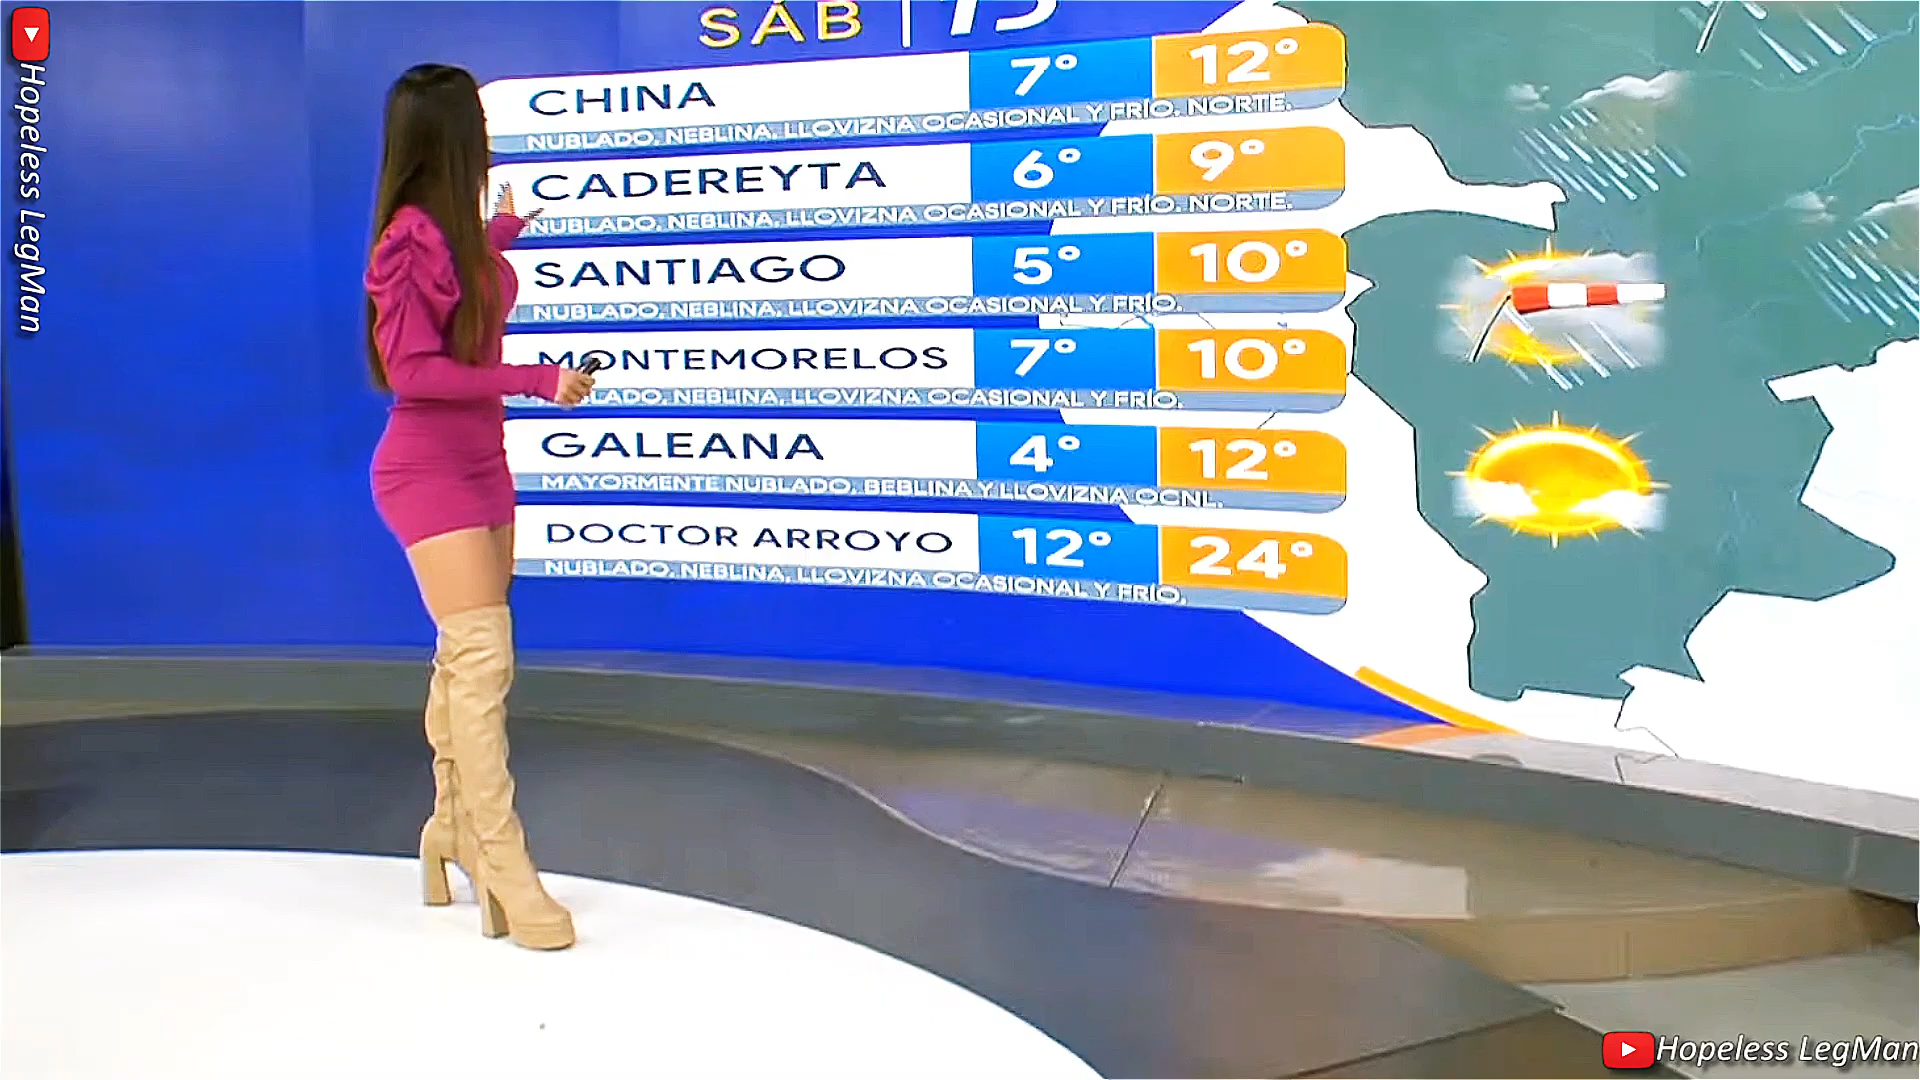 SÁB
CHINA 7° 12°
NUBLADO, NEBLINA, LLOVIZNA OCASIONAL Y FRÍO. NORTE.
CADEREYTA 6° 9°
NUBLADO, NEBLINA, LLOVIZNA OCASIONAL Y FRÍO. NORTE.
SANTIAGO 5° 10°
NUBLADO, NEBLINA, LLOVIZNA OCASIONAL Y FRÍO.
MONTEMORELOS 7° 10°
NEBLINA, LLOVIZNA OCASIONAL Y FRÍO.
GALEANA 4° 12°
MAYORMENTE NUBLADO, BEBLINA Y LLOVIZNA OCNL.
DOCTOR ARROYO 12° 24°
NUBLADO, NEBLINA, LLOVIZNA OCASIONAL Y FRÍO.
Hopeless LegMan
Hopeless LegMan